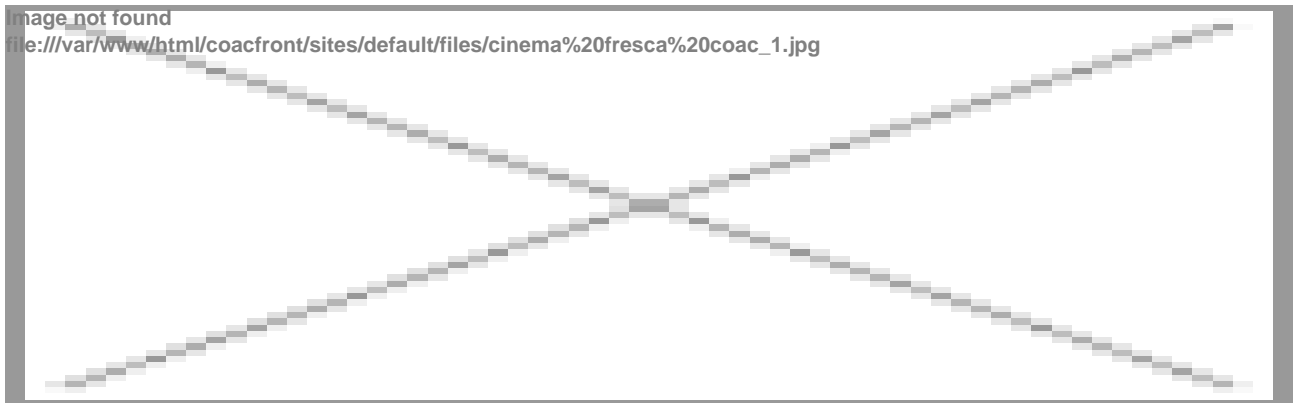 Image not found
file:///var/www/html/coacfront/sites/default/files/cinema%20fresca%20coac_1.jpg